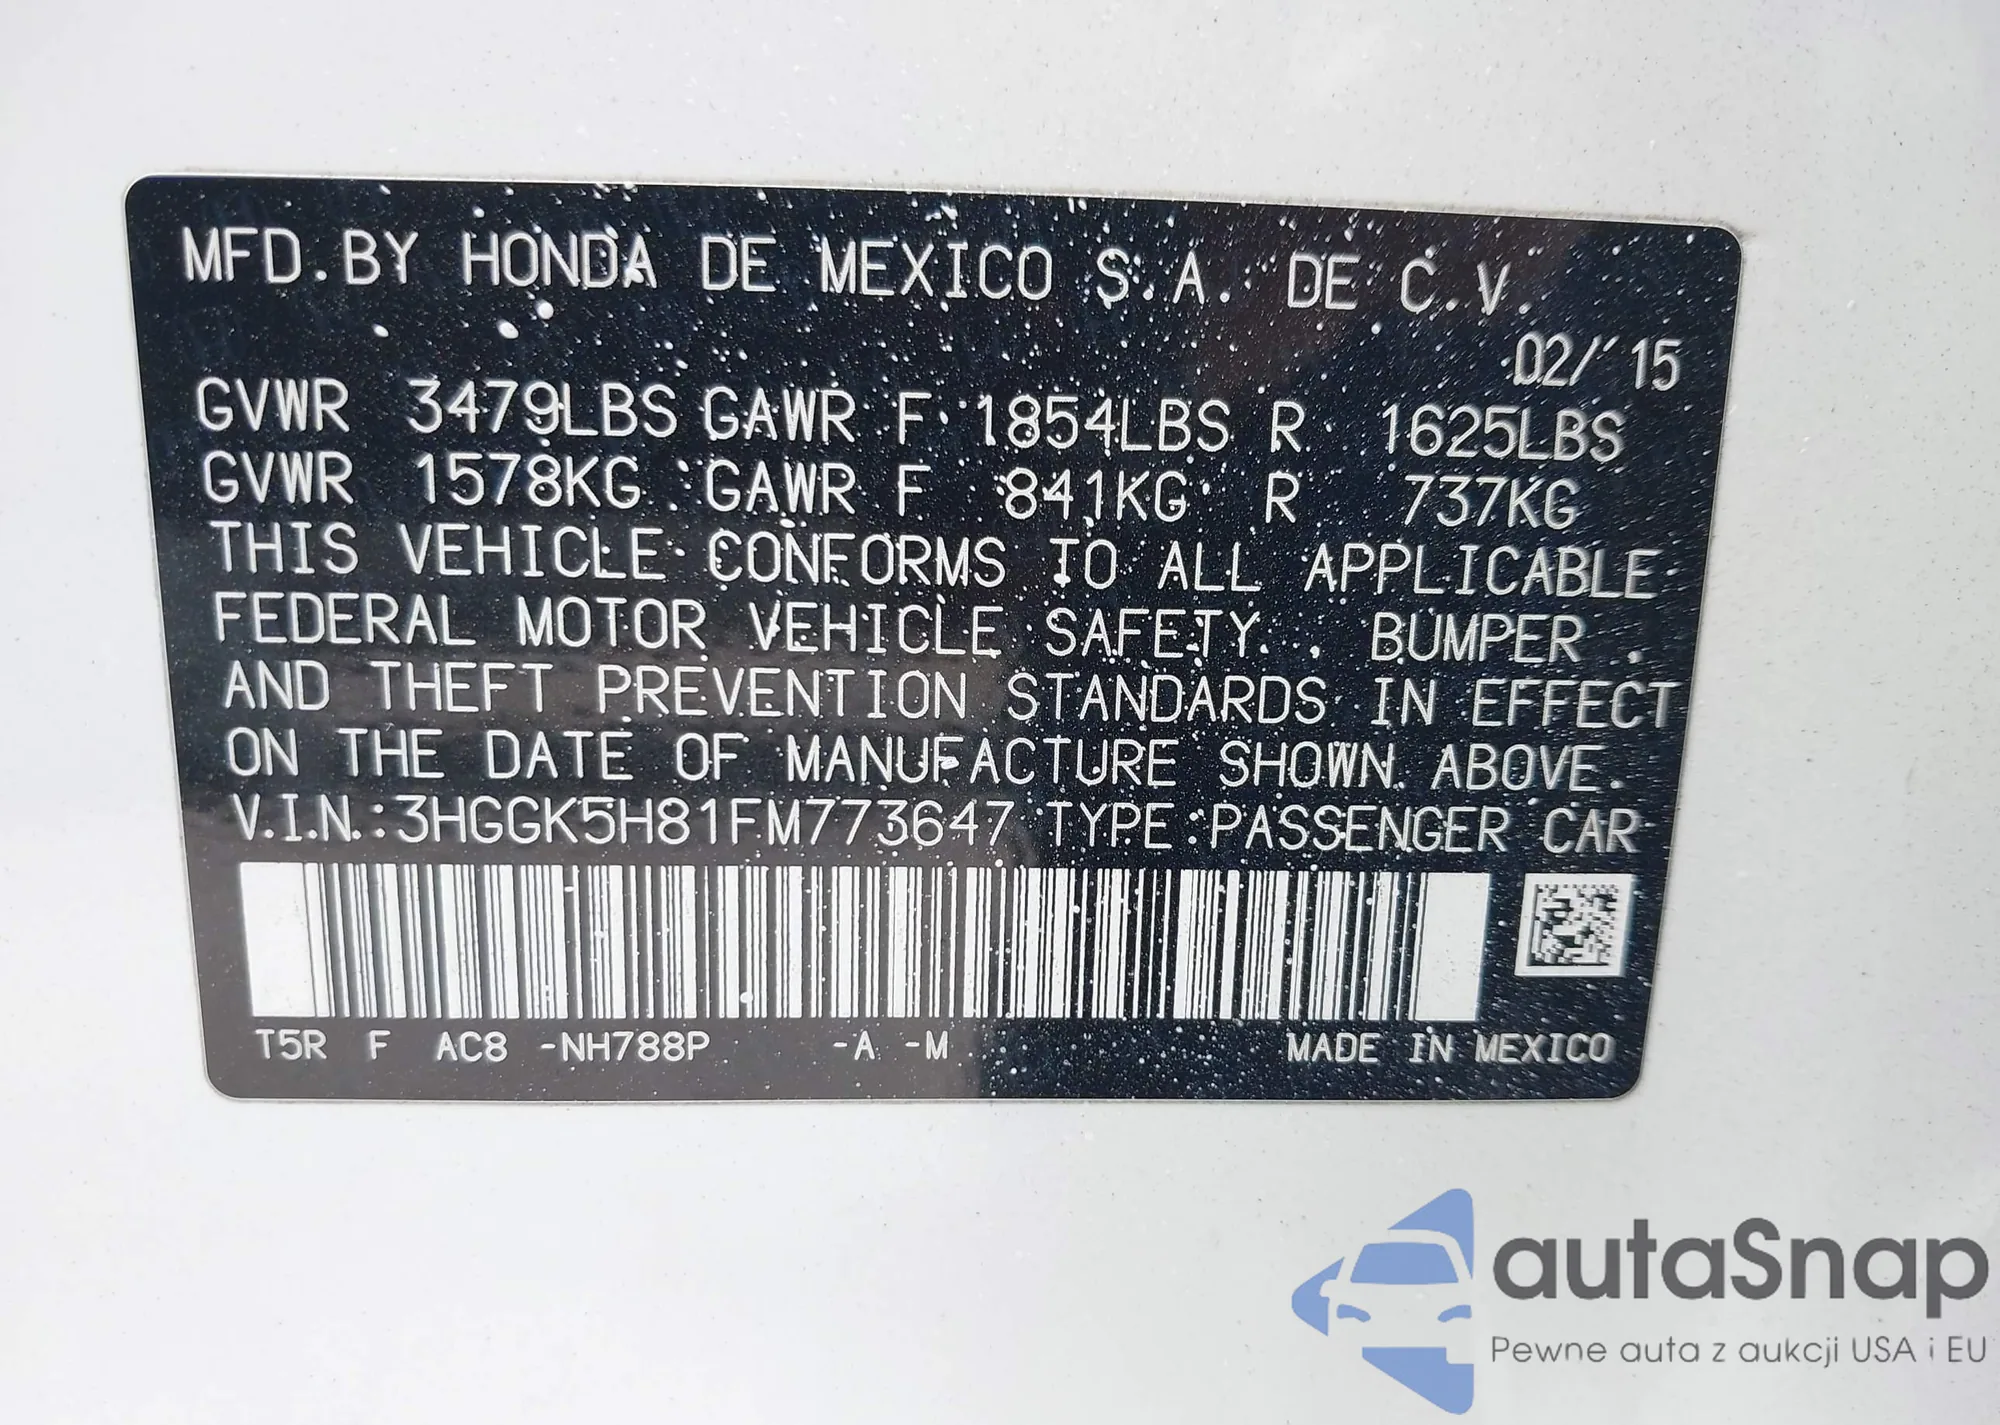 MFD.BY HONDA DE MEXICO S.A. DE C.V.
02/'15
GVWR 3479LBS GAWR F 1854LBS R 1625LBS
GVWR 1578KG GAWR F 841KG R 737KG
THIS VEHICLE CONFORMS TO ALL APPLICABLE
FEDERAL MOTOR VEHICLE SAFETY, BUMPER,
AND THEFT PREVENTION STANDARDS IN EFFECT
ON THE DATE OF MANUFACTURE SHOWN ABOVE.
V.I.N.:3HGGK5H81FM773647 TYPE:PASSENGER CAR
T5R F AC8 -NH788P -A -M MADE IN MEXICO
autaSnap
Pewne auta z aukcji USA i EU